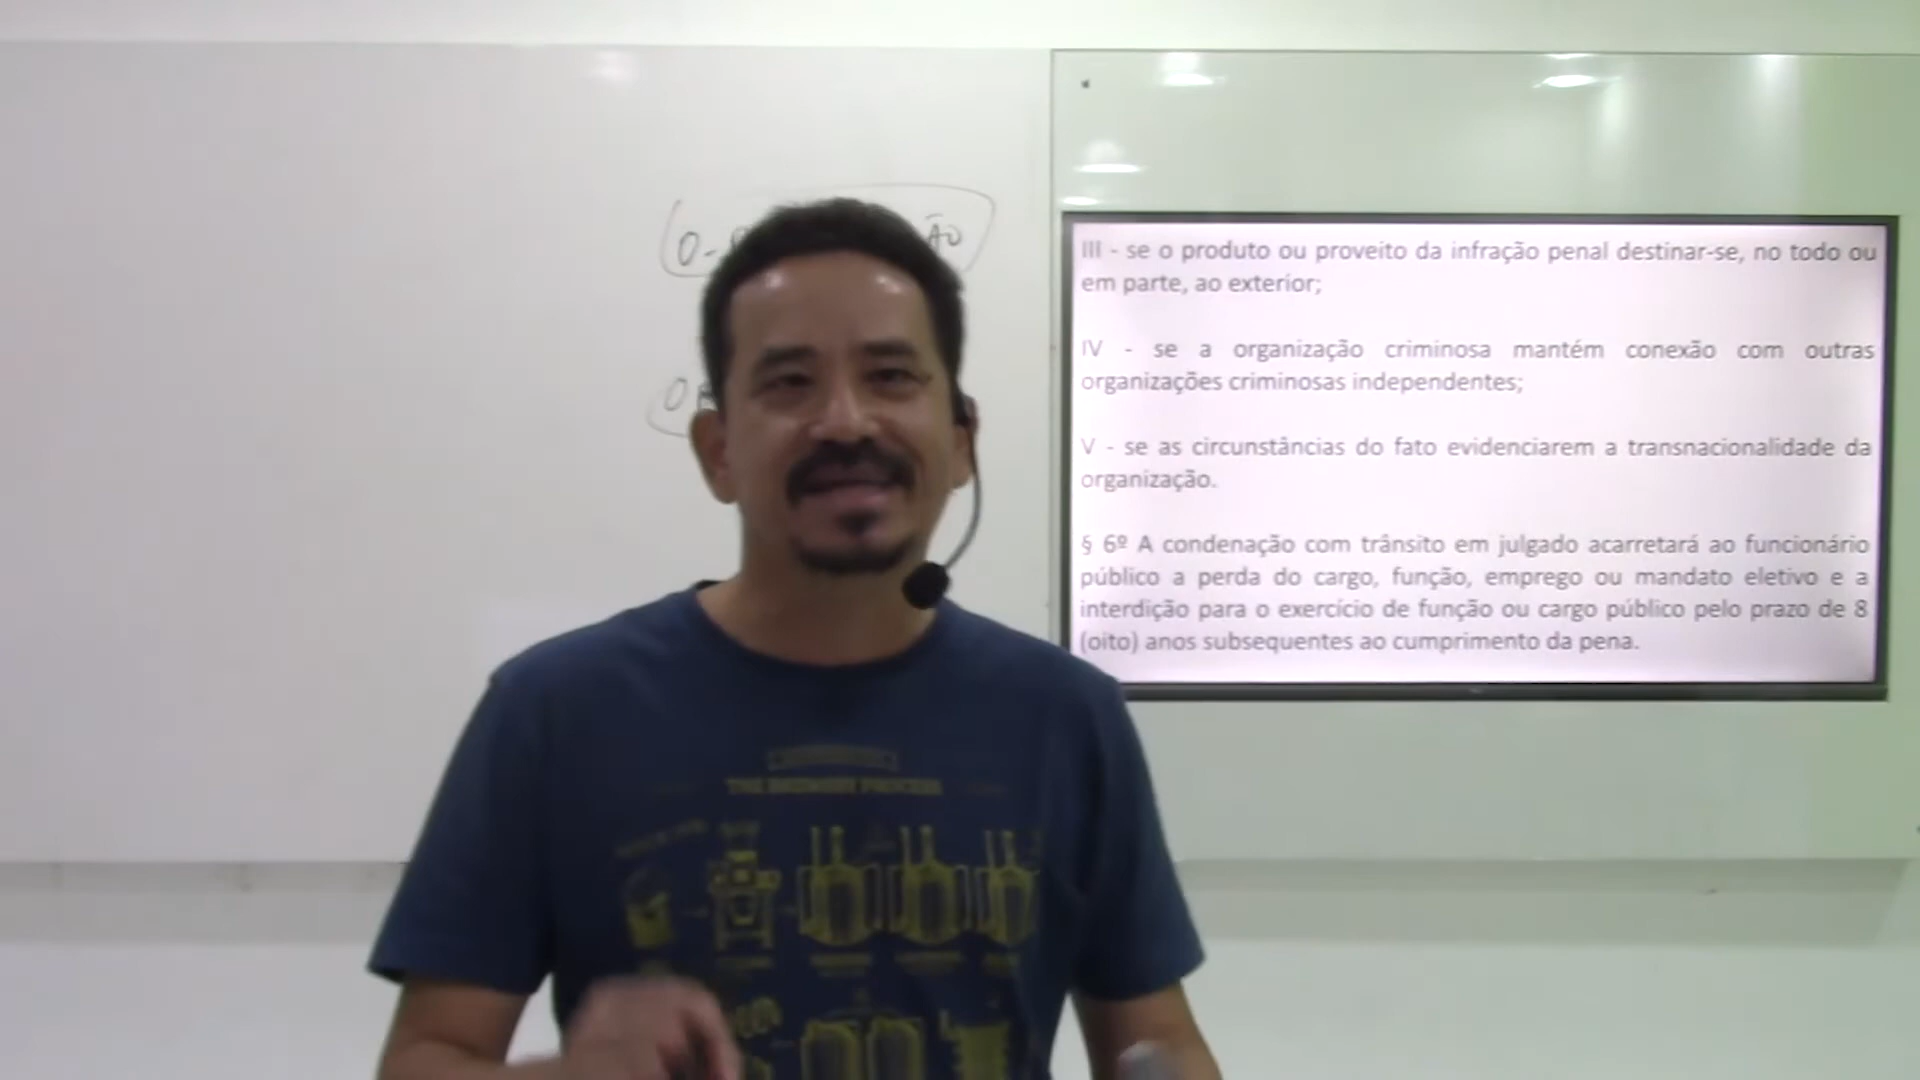 III - se o produto ou proveito da infração penal destinar-se, no todo ou
em parte, ao exterior;
IV - se a organização criminosa mantém conexão com outras
organizações criminosas independentes;
V - se as circunstâncias do fato evidenciarem a transnacionalidade da
organização.
§ 6º A condenação com trânsito em julgado acarretará ao funcionário
público a perda do cargo, função, emprego ou mandato eletivo e a
interdição para o exercício de função ou cargo público pelo prazo de 8
(oito) anos subsequentes ao cumprimento da pena.
THE PROCESS